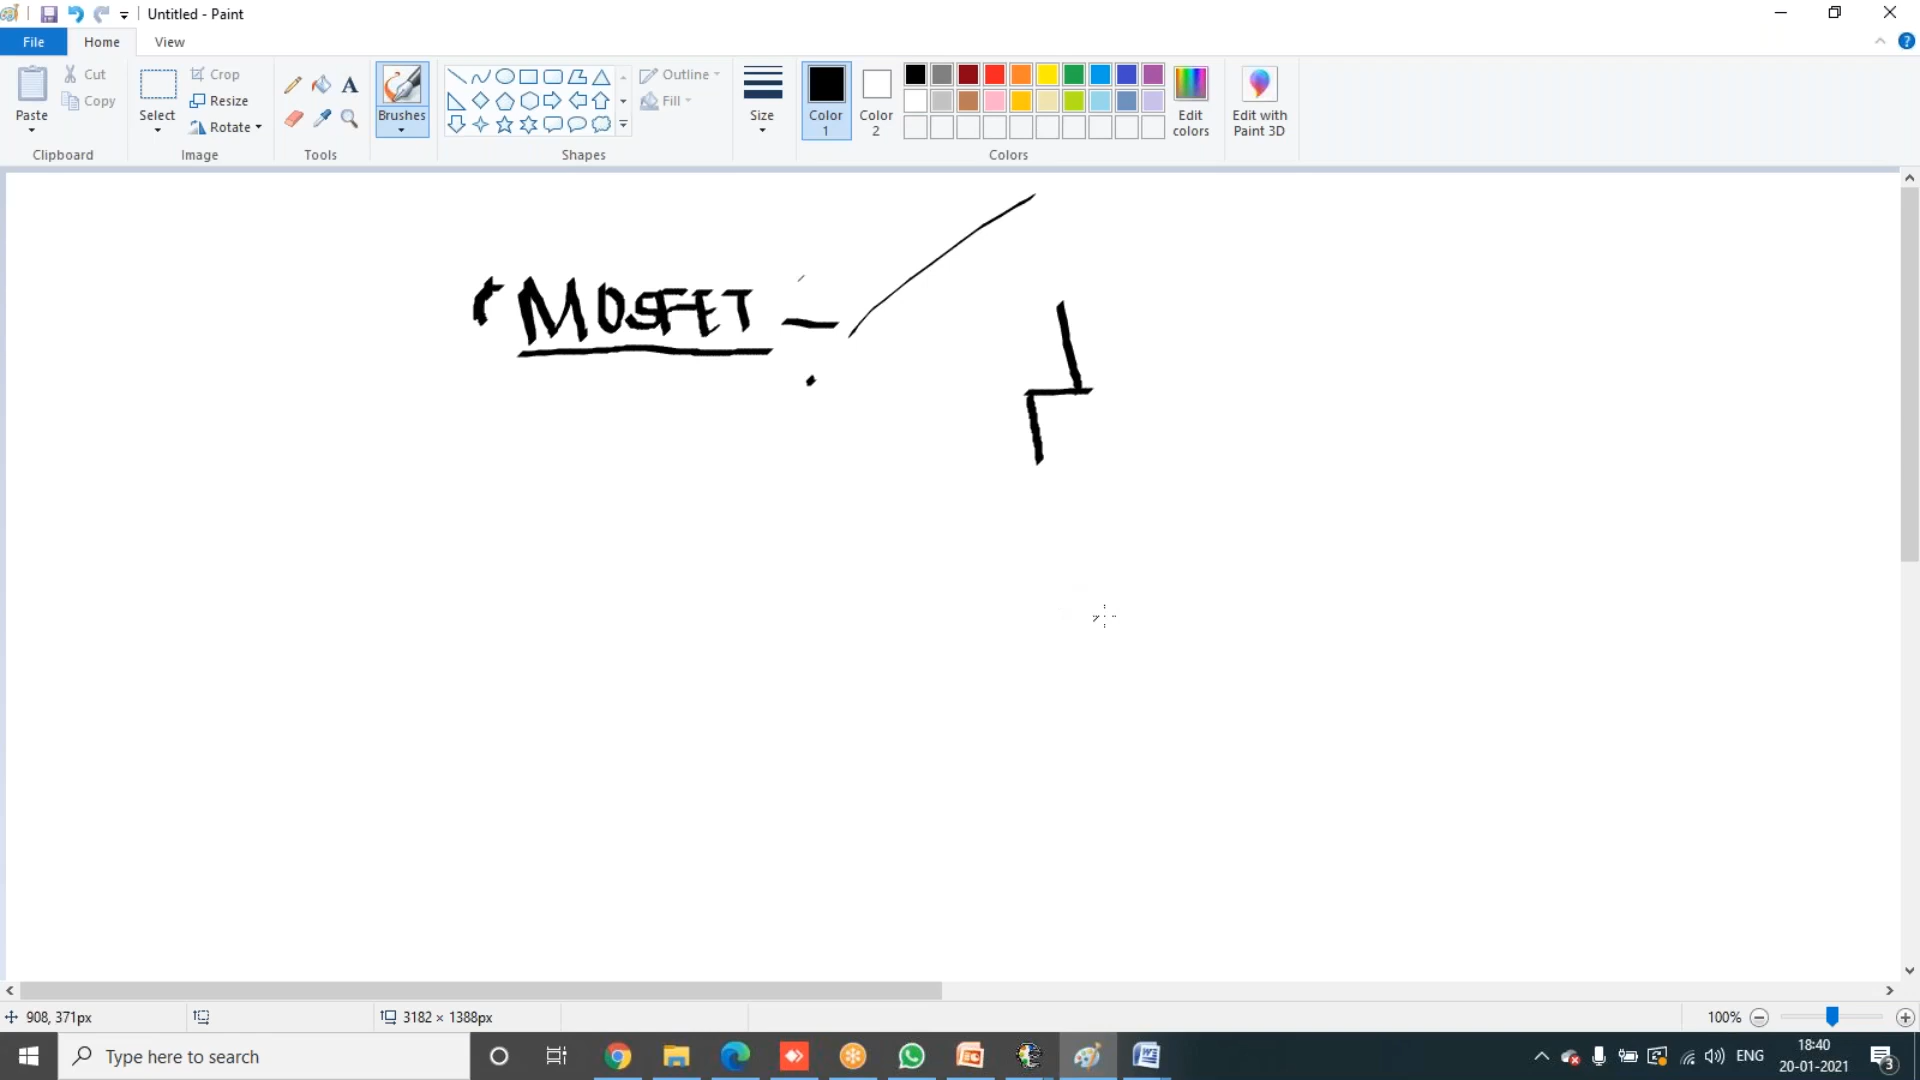 Untitled - Paint
File Home View
Paste Cut Copy Select Crop Resize Rotate Brushes Outline Fill Size Color 1 Color 2 Edit colors Edit with Paint 3D
Clipboard Image Tools Shapes Colors
MOSFET
908, 371px 3182 × 1388px 100%
Type here to search ENG 18:40 20-01-2021 3